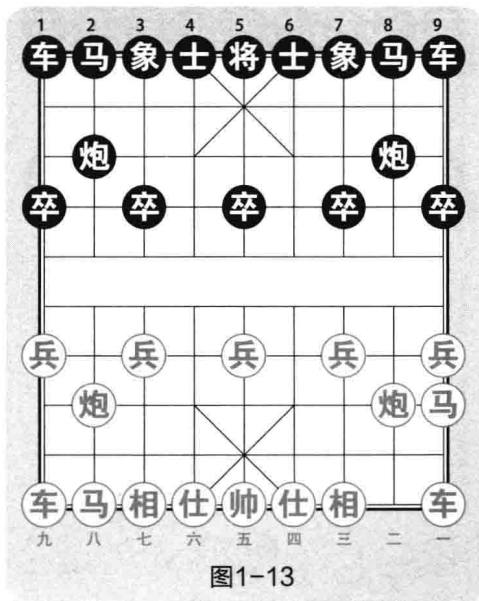 1 2 3 4 5 6 7 8 9
车 马 象 士 将 士 象 马 车
炮 炮
卒 卒 卒 卒 卒
兵 兵 兵 兵 兵
炮 炮 马
车 马 相 仕 帅 仕 相 车
九 八 七 六 五 四 三 二 一
图1-13